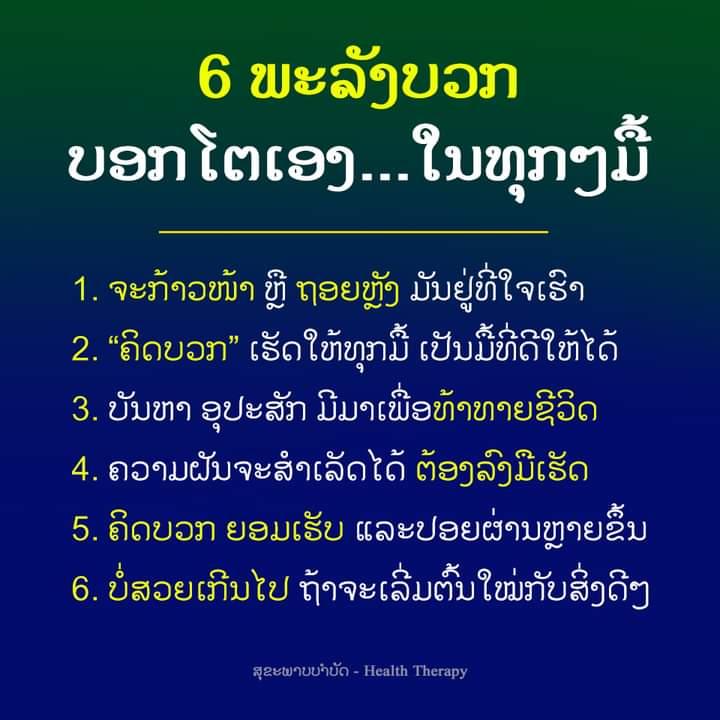 6 ພະລັງບວກ
ບອກໂຕເອງ...ໃນທຸກໆມື້
1. ຈະກ້າວໜ້າ ຫຼື ຖອຍຫຼັງ ມັນຢູ່ທີ່ໃຈເຮົາ
2. “ຄິດບວກ” ເຮັດໃຫ້ທຸກມື້ ເປັນມື້ທີ່ດີໃຫ້ໄດ້
3. ບັນຫາ ອຸປະສັກ ມີມາເພື່ອທ້າທາຍຊີວິດ
4. ຄວາມຝັນຈະສຳເລັດໄດ້ ຕ້ອງລົງມືເຮັດ
5. ຄິດບວກ ຍອມເຮັບ ແລະປອຍຜ່ານຫຼາຍຂຶ້ນ
6. ບໍ່ສວຍເກີນໄປ ຖ້າຈະເລີ່ມຕົ້ນໃໝ່ກັບສິ່ງດີໆ
ສຸຂະພາບບຳບັດ - Health Therapy